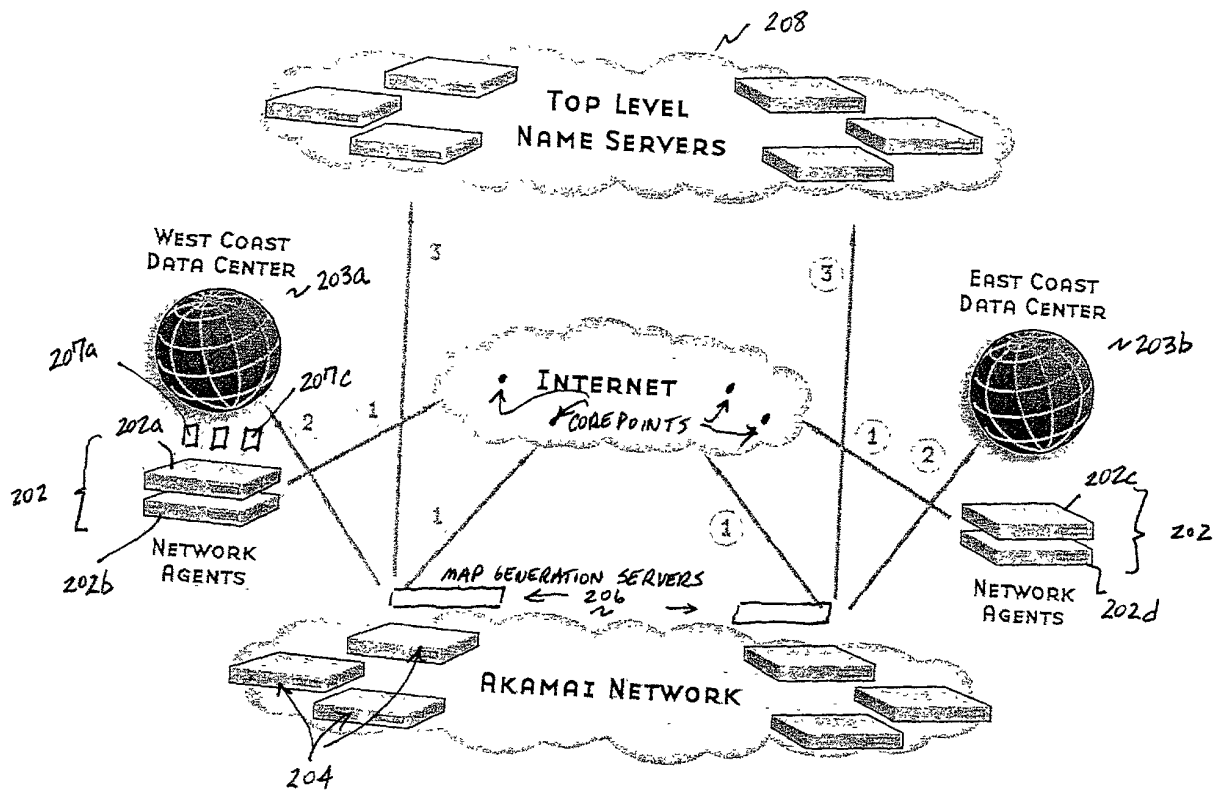 208
TOP LEVEL
NAME SERVERS
WEST COAST
DATA CENTER
203a
3
3
EAST COAST
DATA CENTER
203b
207a
207c
INTERNET
CORE POINTS
202a
2
1
1
2
202
202c
202
1
1
NETWORK
AGENTS
202b
NETWORK
AGENTS
202d
MAP GENERATION SERVERS
206
AKAMAI NETWORK
204